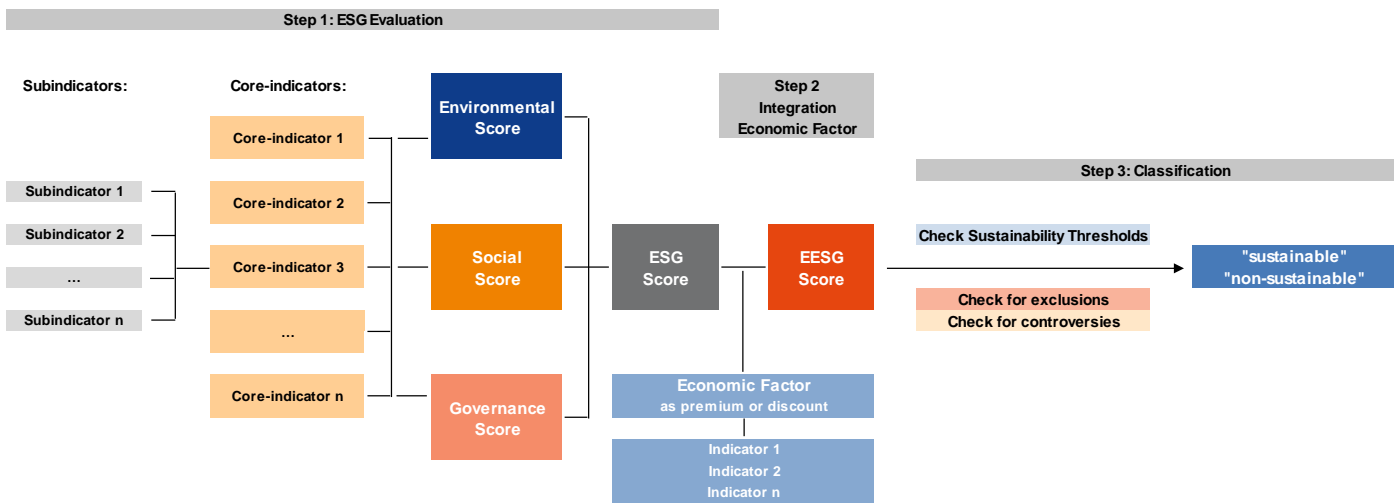 Step 1: ESG Evaluation
Subindicators:
Core-indicators:
Environmental
Score
Step 2
Integration
Economic Factor
Core-indicator 1
Step 3: Classification
Subindicator 1
Core-indicator 2
Subindicator 2
Social
Score
ESG
Score
EESG
Score
Check Sustainability Thresholds
"sustainable"
"non-sustainable"
...
Core-indicator 3
Check for exclusions
Check for controversies
Subindicator n
...
Economic Factor
as premium or discount
Core-indicator n
Governance
Score
Indicator 1
Indicator 2
Indicator n